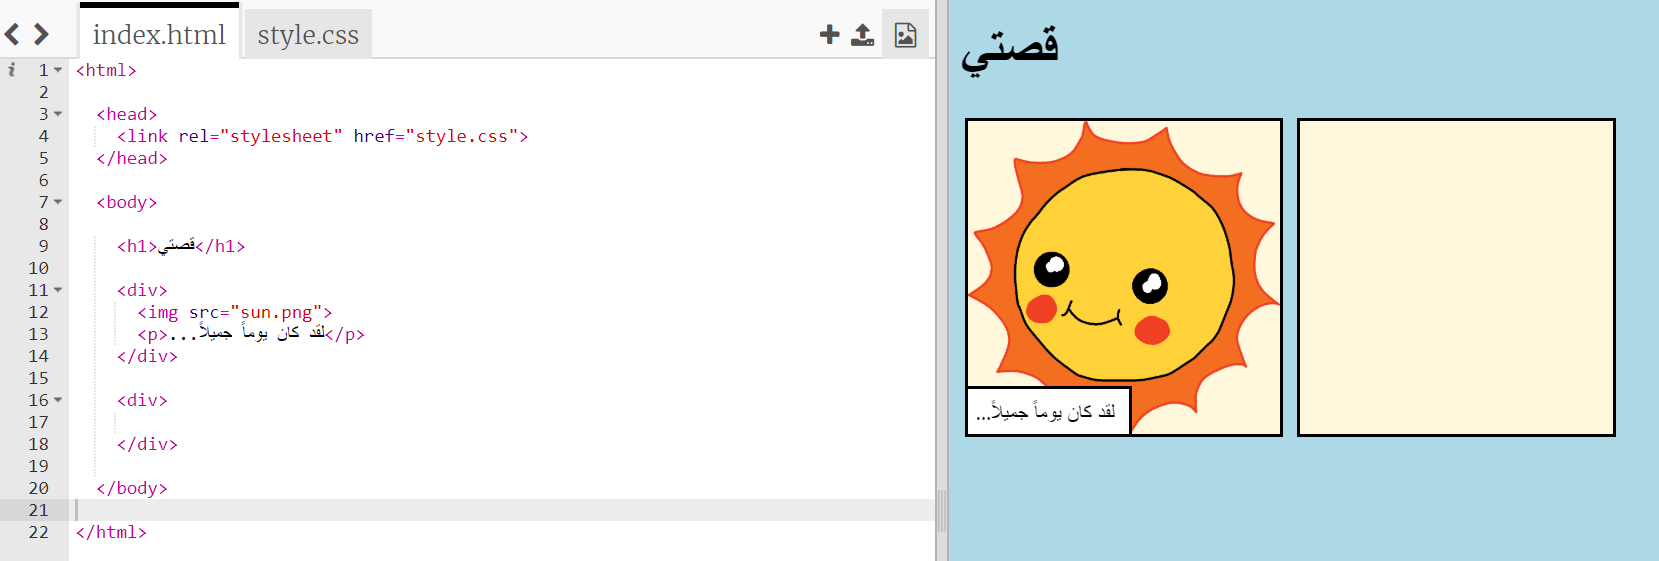 index.html style.css
1 <html>
2
3 <head>
4 <link rel="stylesheet" href="style.css">
5 </head>
6
7 <body>
8
9 <h1>قصتي</h1>
10
11 <div>
12 <img src="sun.png">
13 <p>لقد كان يوماً جميلاً...</p>
14 </div>
15
16 <div>
17
18 </div>
19
20 </body>
21
22 </html>
قصتي
لقد كان يوماً جميلاً...